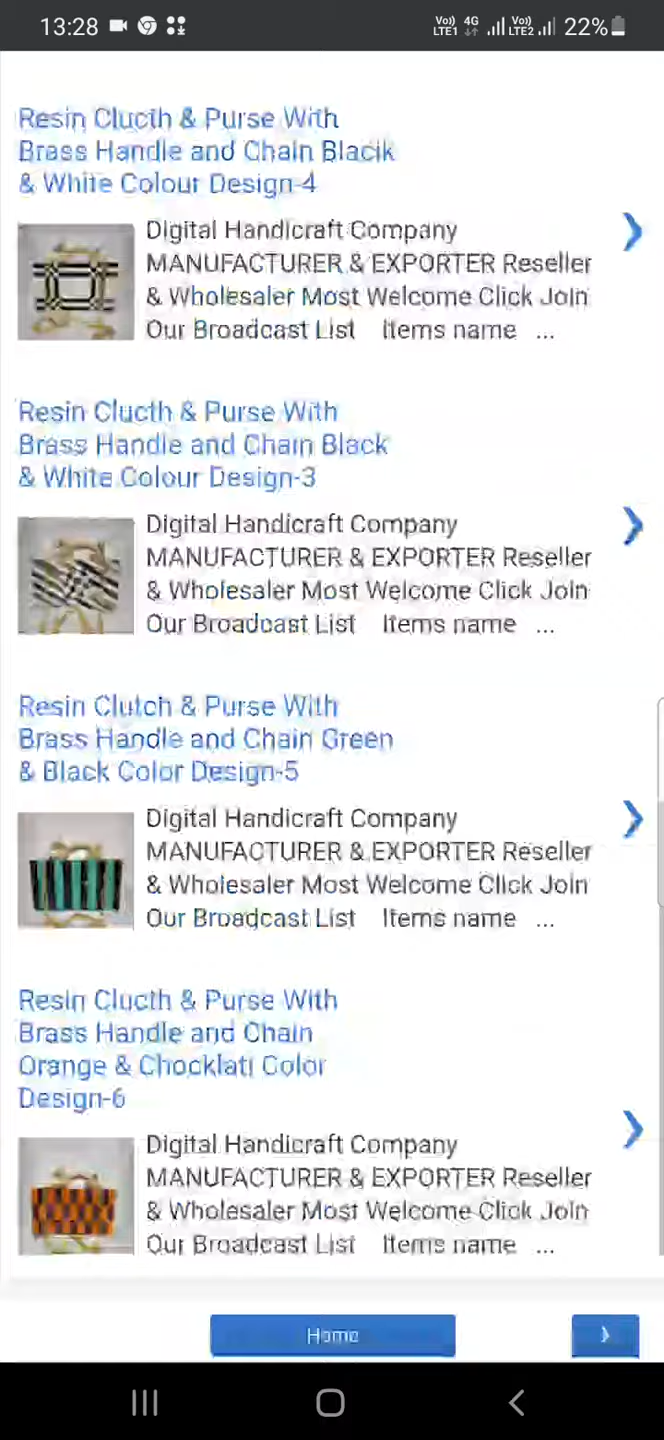 13:28
Vo)) 4G Vo)) 22%
LTE1 LTE2
Resin Clucth & Purse With
Brass Handle and Chain Blacik
& White Colour Design-4
Digital Handicraft Company
MANUFACTURER & EXPORTER Reseller
& Wholesaler Most Welcome Click Join
Our Broadcast List Items name ...
Resin Clucth & Purse With
Brass Handle and Chain Black
& White Colour Design-3
Digital Handicraft Company
MANUFACTURER & EXPORTER Reseller
& Wholesaler Most Welcome Click Join
Our Broadcast List Items name ...
Resin Clutch & Purse With
Brass Handle and Chain Green
& Black Color Design-5
Digital Handicraft Company
MANUFACTURER & EXPORTER Reseller
& Wholesaler Most Welcome Click Join
Our Broadcast List Items name ...
Resin Clucth & Purse With
Brass Handle and Chain
Orange & Chocklati Color
Design-6
Digital Handicraft Company
MANUFACTURER & EXPORTER Reseller
& Wholesaler Most Welcome Click Join
Our Broadcast List Items name ...
Home